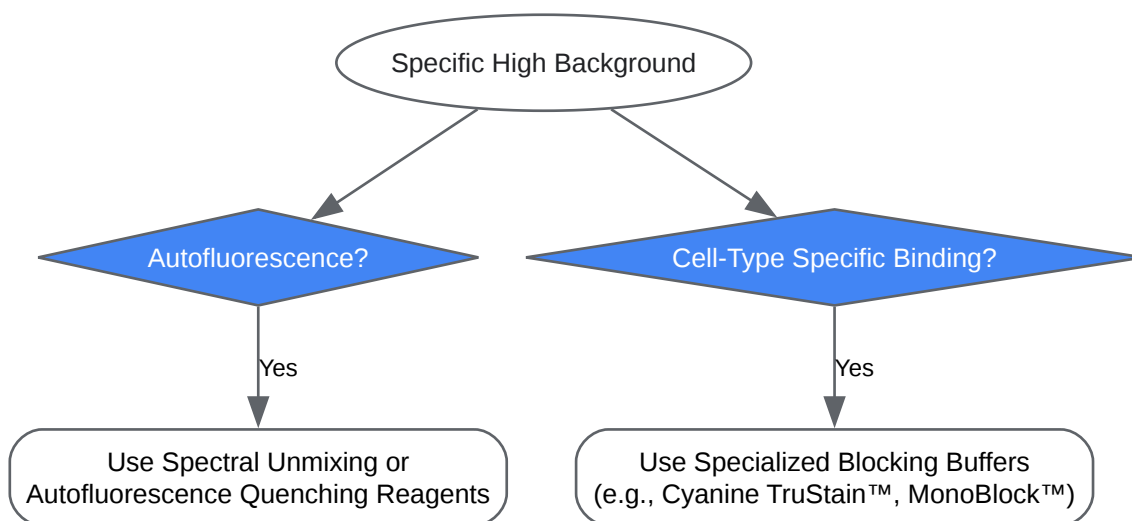 Specific High Background
Autofluorescence?
Cell-Type Specific Binding?
Yes
Yes
Use Spectral Unmixing or
Autofluorescence Quenching Reagents
Use Specialized Blocking Buffers
(e.g., Cyanine TruStain™, MonoBlock™)